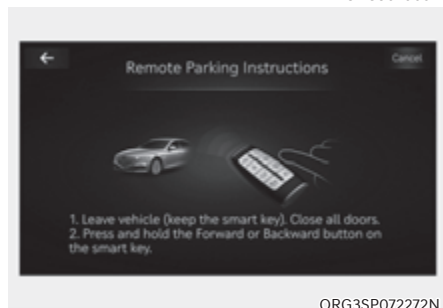 Cancel
Remote Parking Instructions
1. Leave vehicle (keep the smart key). Close all doors.
2. Press and hold the Forward or Backward button on
the smart key.
ORG3SP072272N